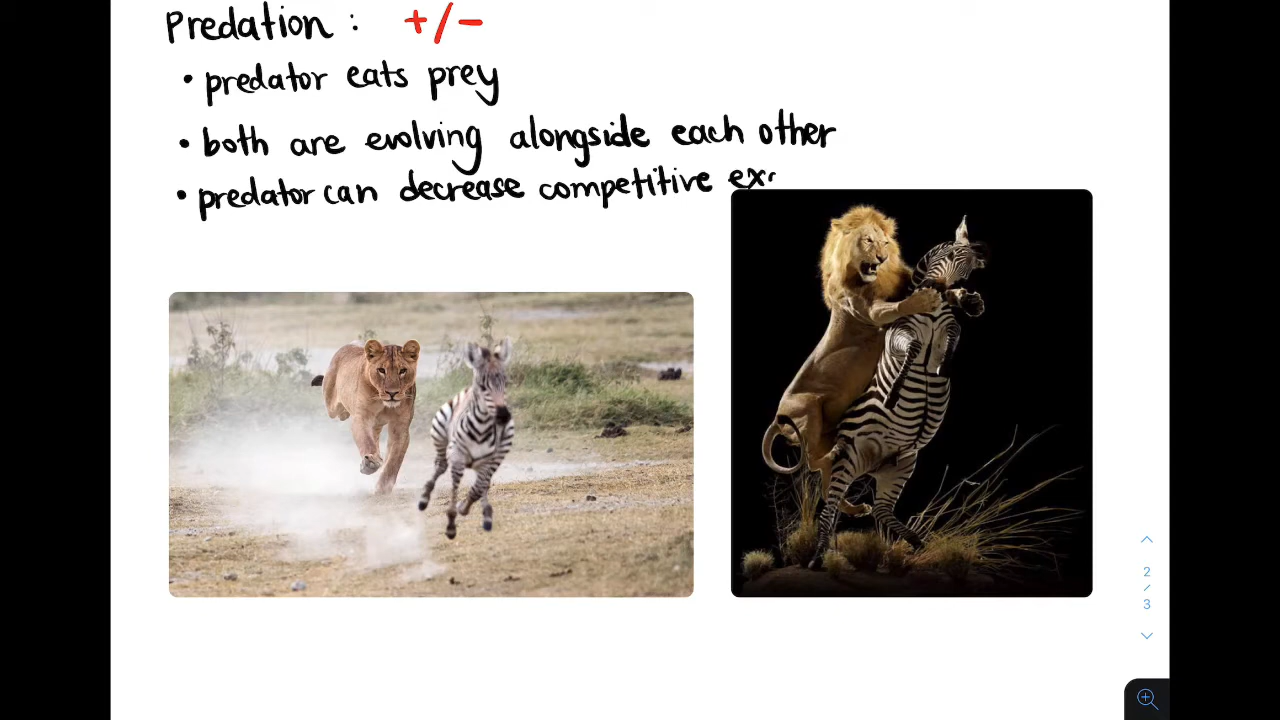 Predation : +/-
• predator eats prey
• both are evolving alongside each other
• predator can decrease competitive ex
2
/
3